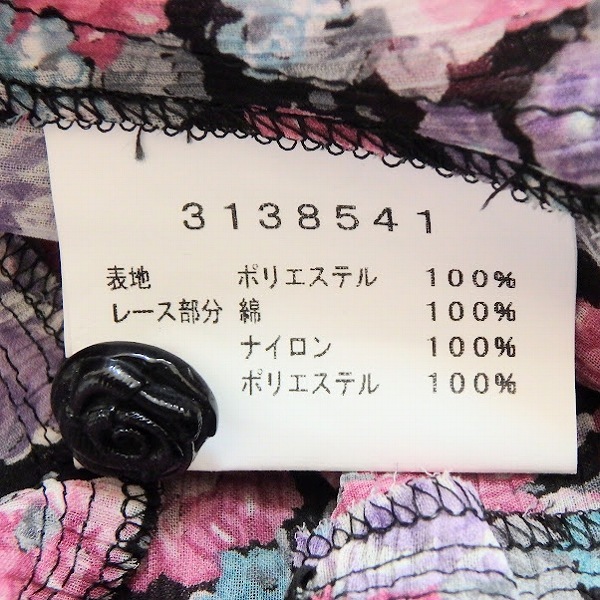 3138541
表地 ポリエステル 100%
レース部分 綿 100%
ナイロン 100%
ポリエステル 100%